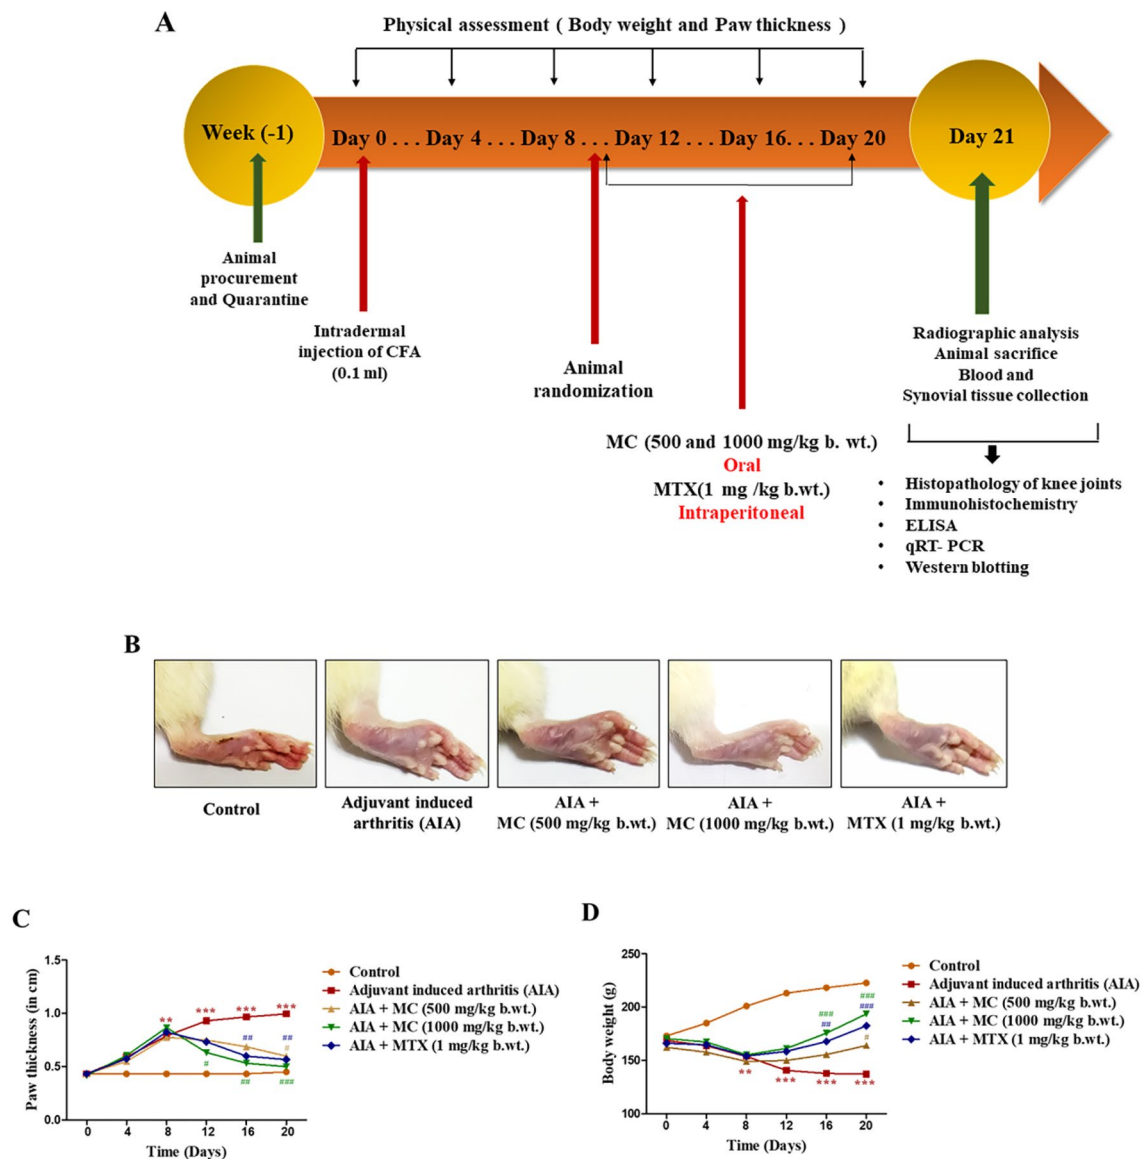 A
Physical assessment ( Body weight and Paw thickness )
Week (-1)
Day 0 . . . Day 4 . . . Day 8 . . . Day 12 . . . Day 16. . . Day 20
Day 21
Animal
procurement
and Quarantine
Intradermal
injection of CFA
(0.1 ml)
Animal
randomization
MC (500 and 1000 mg/kg b. wt.)
Oral
MTX(1 mg /kg b.wt.)
Intraperitoneal
Radiographic analysis
Animal sacrifice
Blood and
Synovial tissue collection
• Histopathology of knee joints
• Immunohistochemistry
• ELISA
• qRT- PCR
• Western blotting
B
Control
Adjuvant induced
arthritis (AIA)
AIA +
MC (500 mg/kg b.wt.)
AIA +
MC (1000 mg/kg b.wt.)
AIA +
MTX (1 mg/kg b.wt.)
C
Paw thickness (in cm)
1.5
1.0
0.5
0.0
** *** *** ***
## ##
#
# ## ###
0 4 8 12 16 20
Time (Days)
Control
Adjuvant induced arthritis (AIA)
AIA + MC (500 mg/kg b.wt.)
AIA + MC (1000 mg/kg b.wt.)
AIA + MTX (1 mg/kg b.wt.)
D
Body weight (g)
250
200
150
100
### ###
## ###
#
** *** *** ***
0 4 8 12 16 20
Time (Days)
Control
Adjuvant induced arthritis (AIA)
AIA + MC (500 mg/kg b.wt.)
AIA + MC (1000 mg/kg b.wt.)
AIA + MTX (1 mg/kg b.wt.)